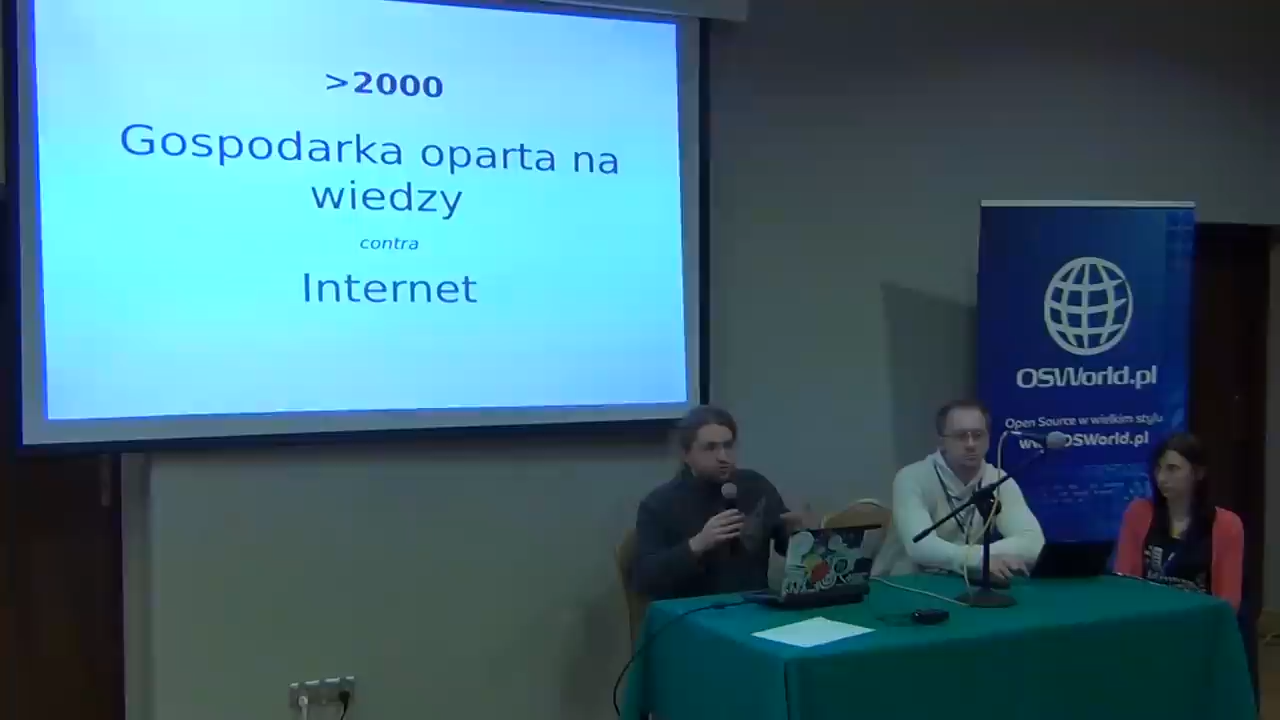 >2000
Gospodarka oparta na
wiedzy
contra
Internet
OSWorld.pl
Open Source w wielkim stylu
OSWorld.pl